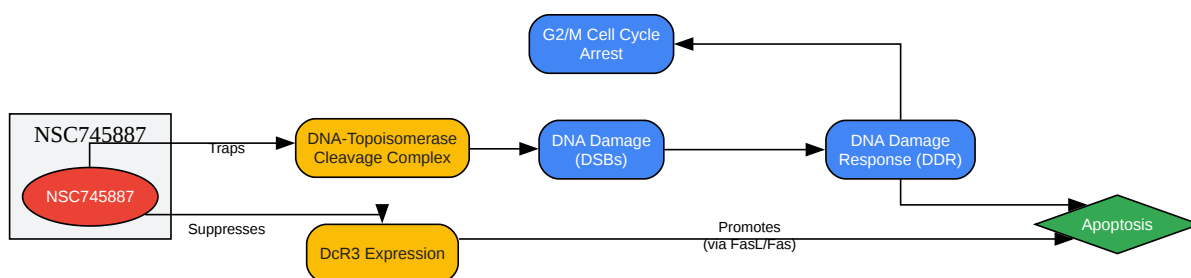 G2/M Cell Cycle
Arrest
NSC745887
Traps
DNA-Topoisomerase
Cleavage Complex
DNA Damage
(DSBs)
DNA Damage
Response (DDR)
NSC745887
Suppresses
DcR3 Expression
Promotes
(via FasL/Fas)
Apoptosis